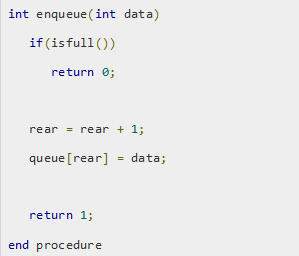 int enqueue(int data)
if(isfull())
return 0;
rear = rear + 1;
queue[rear] = data;
return 1;
end procedure